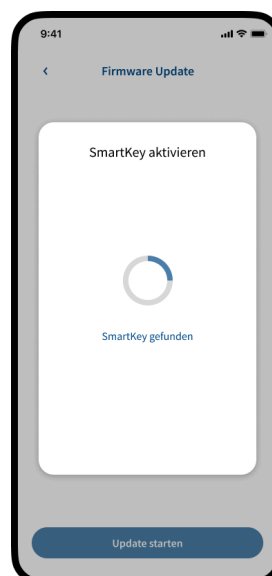 9:41
Firmware Update
SmartKey aktivieren
SmartKey gefunden
Update starten